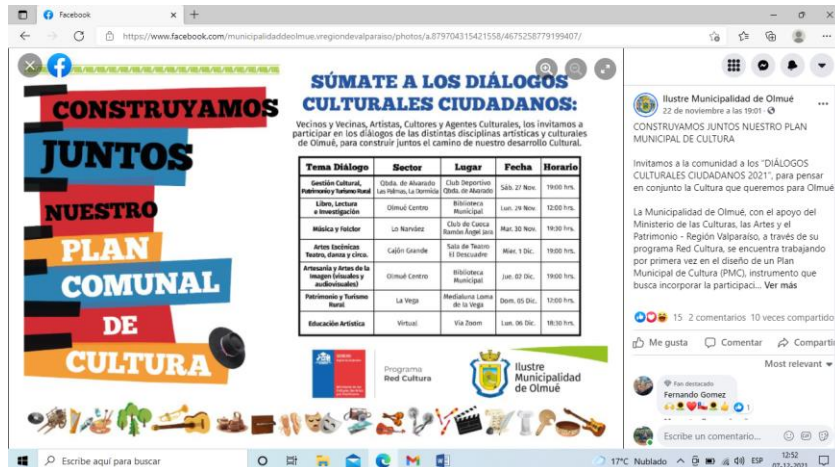 Facebook
https://www.facebook.com/municipalidaddeolmue.vregiondevalparaiso/photos/a.879704315421558/4675258779199407/
CONSTRUYAMOS
JUNTOS
NUESTRO
PLAN
COMUNAL
DE
CULTURA
SÚMATE A LOS DIÁLOGOS
CULTURALES CIUDADANOS:
Vecinos y Vecinas, Artistas, Cultores y Agentes Culturales, los invitamos a
participar en los diálogos de las distintas disciplinas artísticas y culturales
de Olmué, para construir juntos el camino de nuestro desarrollo Cultural.
Tema Diálogo Sector Lugar Fecha Horario
Gestión Cultural, Patrimonio y Turismo Rural Qbda. de Alvarado Las Palmas, La Dormida Club Deportivo Qbda. de Alvarado Sáb. 27 Nov. 19:00 hrs.
Libro, Lectura e Investigación Olmué Centro Biblioteca Municipal Lun. 29 Nov. 12:00 hrs.
Música y Folclor Lo Narváez Club de Cueca Ramón Ángel Jara Mar. 30 Nov. 19:30 hrs.
Artes Escénicas Teatro, danza y circo. Cajón Grande Sala de Teatro El Descuadre Mier. 1 Dic. 19:00 hrs.
Artesanía y Artes de la Imagen (visuales y audiovisuales) Olmué Centro Biblioteca Municipal Jue. 02 Dic. 19:00 hrs.
Patrimonio y Turismo Rural La Vega Medialuna Loma de la Vega Dom. 05 Dic. 12:00 hrs.
Educación Artística Virtual Vía Zoom Lun. 06 Dic. 18:30 hrs.
Programa
Red Cultura
Ilustre
Municipalidad
de Olmué
Ilustre Municipalidad de Olmué
22 de noviembre a las 19:01
CONSTRUYAMOS JUNTOS NUESTRO PLAN
MUNICIPAL DE CULTURA
Invitamos a la comunidad a los "DIÁLOGOS
CULTURALES CIUDADANOS 2021", para pensar
en conjunto la Cultura que queremos para Olmué
La Municipalidad de Olmué, con el apoyo del
Ministerio de las Culturas, las Artes y el
Patrimonio - Región Valparaíso, a través de su
programa Red Cultura, se encuentra trabajando
por primera vez en el diseño de un Plan
Municipal de Cultura (PMC), instrumento que
busca incorporar la participaci... Ver más
15 2 comentarios 10 veces compartido
Me gusta Comentar Comparti
Most relevant
Fan destacado
Fernando Gomez
1
Escribe un comentario...
Escribe aquí para buscar
17°C Nublado ESP 12:52
07-12-2021